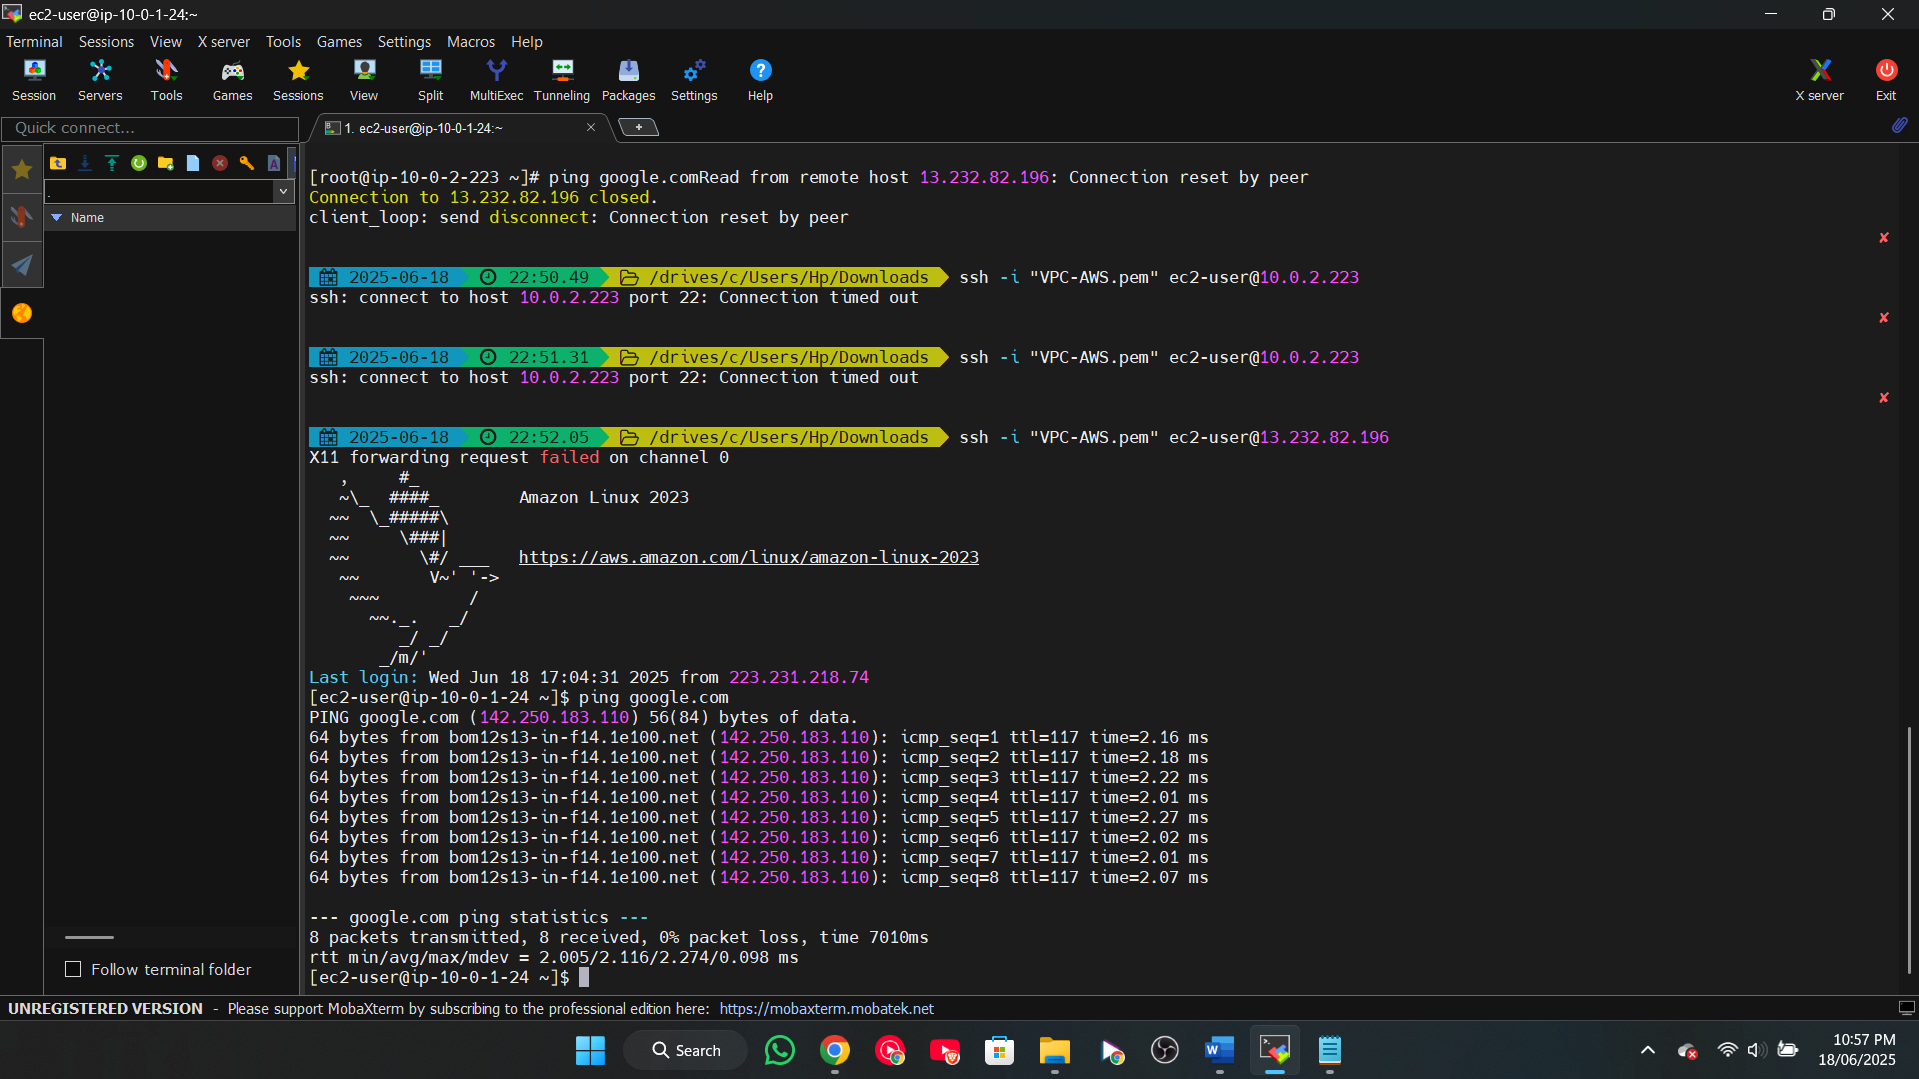 ec2-user@ip-10-0-1-24:~
Terminal Sessions View X server Tools Games Settings Macros Help
Session Servers Tools Games Sessions View Split MultiExec Tunneling Packages Settings Help X server Exit
Quick connect...
1. ec2-user@ip-10-0-1-24:~
.
Name
[root@ip-10-0-2-223 ~]# ping google.comRead from remote host 13.232.82.196: Connection reset by peer
Connection to 13.232.82.196 closed.
client_loop: send disconnect: Connection reset by peer
2025-06-18 22:50.49 /drives/c/Users/Hp/Downloads ssh -i "VPC-AWS.pem" ec2-user@10.0.2.223
ssh: connect to host 10.0.2.223 port 22: Connection timed out
2025-06-18 22:51.31 /drives/c/Users/Hp/Downloads ssh -i "VPC-AWS.pem" ec2-user@10.0.2.223
ssh: connect to host 10.0.2.223 port 22: Connection timed out
2025-06-18 22:52.05 /drives/c/Users/Hp/Downloads ssh -i "VPC-AWS.pem" ec2-user@13.232.82.196
X11 forwarding request failed on channel 0
   ,     #_
   ~\_  ####_        Amazon Linux 2023
  ~~  \_#####\
  ~~     \###|
  ~~       \#/ ___   https://aws.amazon.com/linux/amazon-linux-2023
   ~~       V~' '->
    ~~~         /
      ~~._.   _/
         _/ _/
       _/m/'
Last login: Wed Jun 18 17:04:31 2025 from 223.231.218.74
[ec2-user@ip-10-0-1-24 ~]$ ping google.com
PING google.com (142.250.183.110) 56(84) bytes of data.
64 bytes from bom12s13-in-f14.1e100.net (142.250.183.110): icmp_seq=1 ttl=117 time=2.16 ms
64 bytes from bom12s13-in-f14.1e100.net (142.250.183.110): icmp_seq=2 ttl=117 time=2.18 ms
64 bytes from bom12s13-in-f14.1e100.net (142.250.183.110): icmp_seq=3 ttl=117 time=2.22 ms
64 bytes from bom12s13-in-f14.1e100.net (142.250.183.110): icmp_seq=4 ttl=117 time=2.01 ms
64 bytes from bom12s13-in-f14.1e100.net (142.250.183.110): icmp_seq=5 ttl=117 time=2.27 ms
64 bytes from bom12s13-in-f14.1e100.net (142.250.183.110): icmp_seq=6 ttl=117 time=2.02 ms
64 bytes from bom12s13-in-f14.1e100.net (142.250.183.110): icmp_seq=7 ttl=117 time=2.01 ms
64 bytes from bom12s13-in-f14.1e100.net (142.250.183.110): icmp_seq=8 ttl=117 time=2.07 ms
--- google.com ping statistics ---
8 packets transmitted, 8 received, 0% packet loss, time 7010ms
rtt min/avg/max/mdev = 2.005/2.116/2.274/0.098 ms
[ec2-user@ip-10-0-1-24 ~]$
Follow terminal folder
UNREGISTERED VERSION - Please support MobaXterm by subscribing to the professional edition here: https://mobaxterm.mobatek.net
Search
10:57 PM
18/06/2025